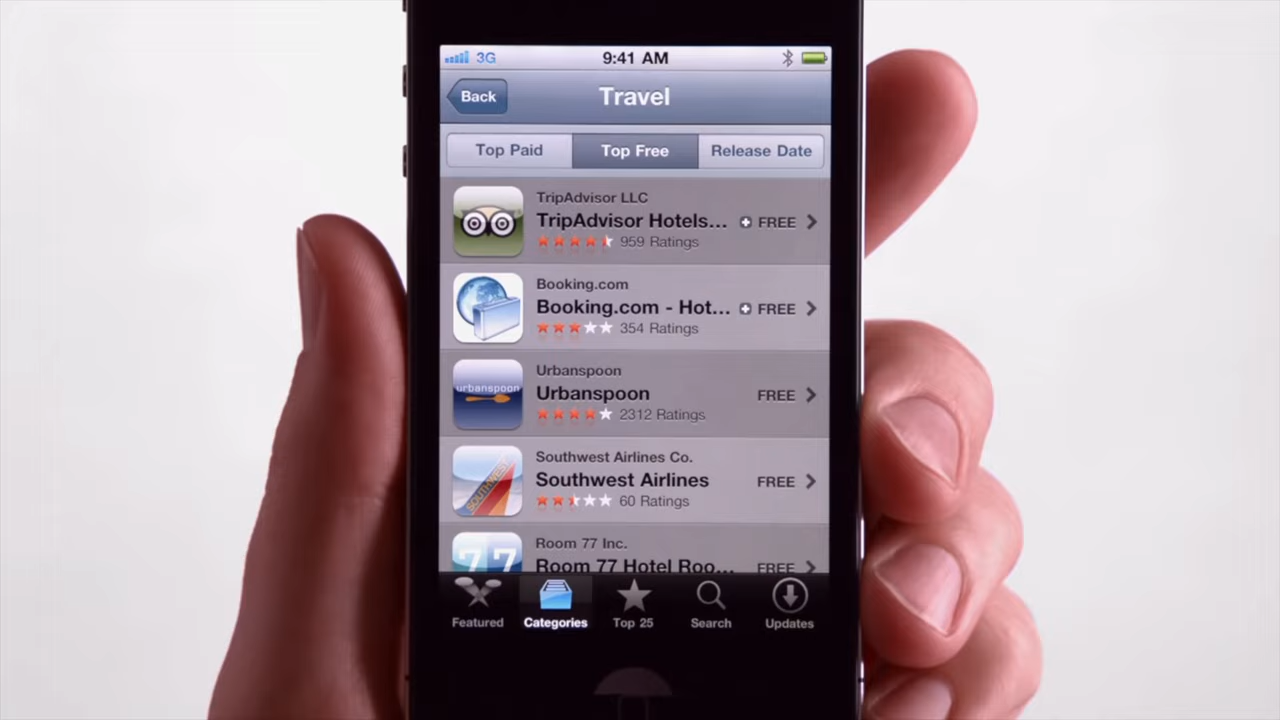 3G 9:41 AM
Back Travel
Top Paid Top Free Release Date
TripAdvisor LLC
TripAdvisor Hotels... FREE
959 Ratings
Booking.com
Booking.com - Hot... FREE
354 Ratings
urbanspoon
Urbanspoon
Urbanspoon FREE
2312 Ratings
SOUTHWEST
Southwest Airlines Co.
Southwest Airlines FREE
60 Ratings
77
Room 77 Inc.
Room 77 Hotel Roo... FREE
Featured Categories Top 25 Search Updates